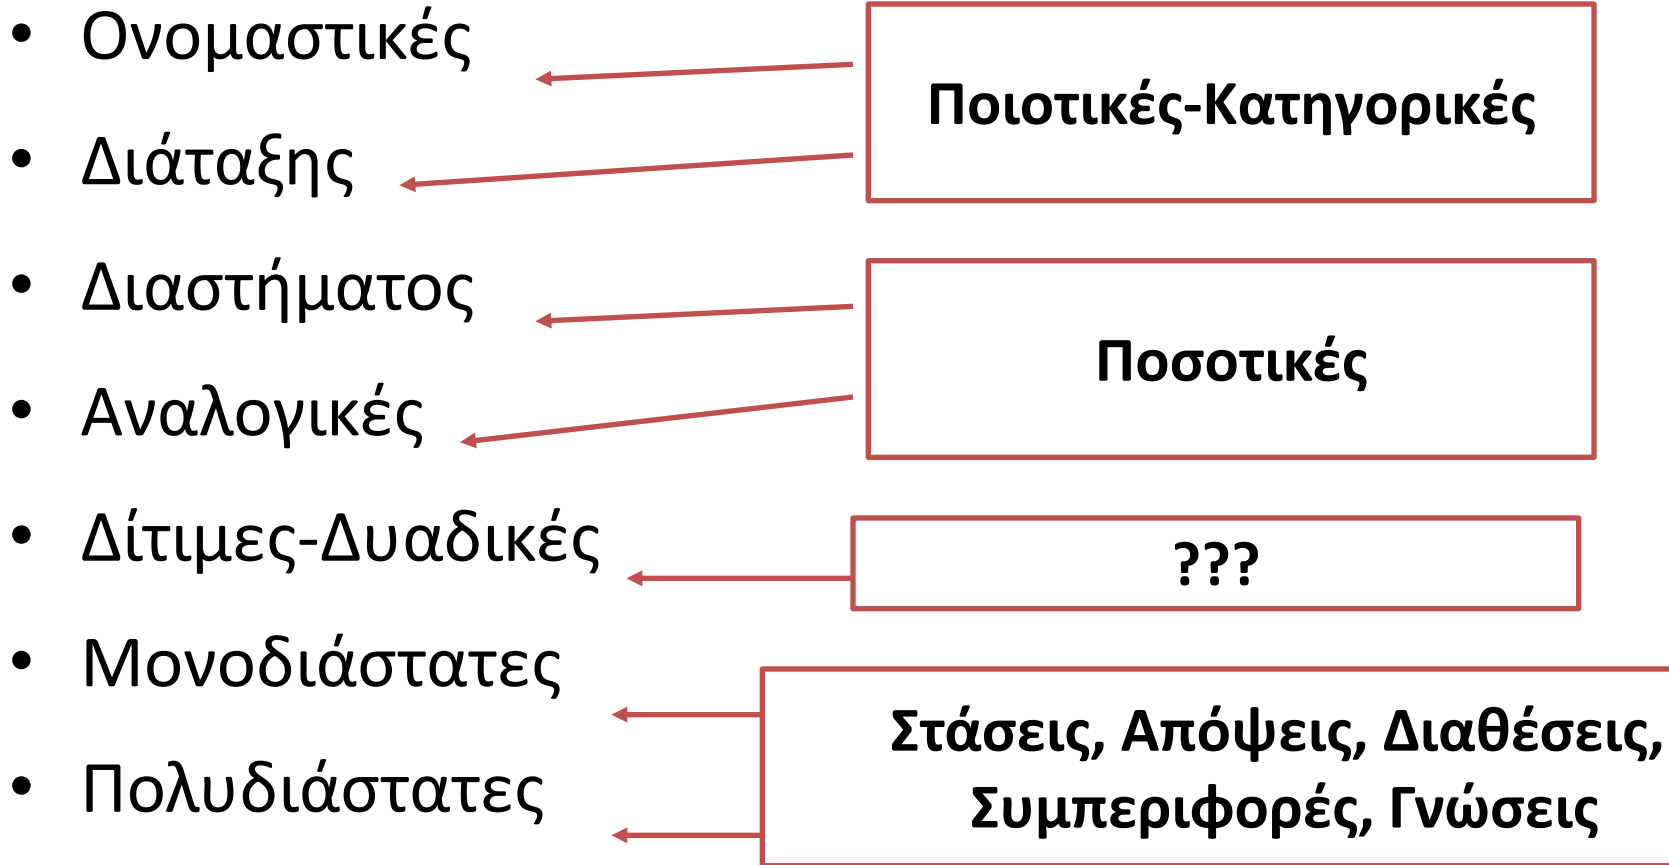 • Ονομαστικές
• Διάταξης
• Διαστήματος
• Αναλογικές
• Δίτιμες-Δυαδικές
• Μονοδιάστατες
• Πολυδιάστατες
Ποιοτικές-Κατηγορικές
Ποσοτικές
???
Στάσεις, Απόψεις, Διαθέσεις,
Συμπεριφορές, Γνώσεις